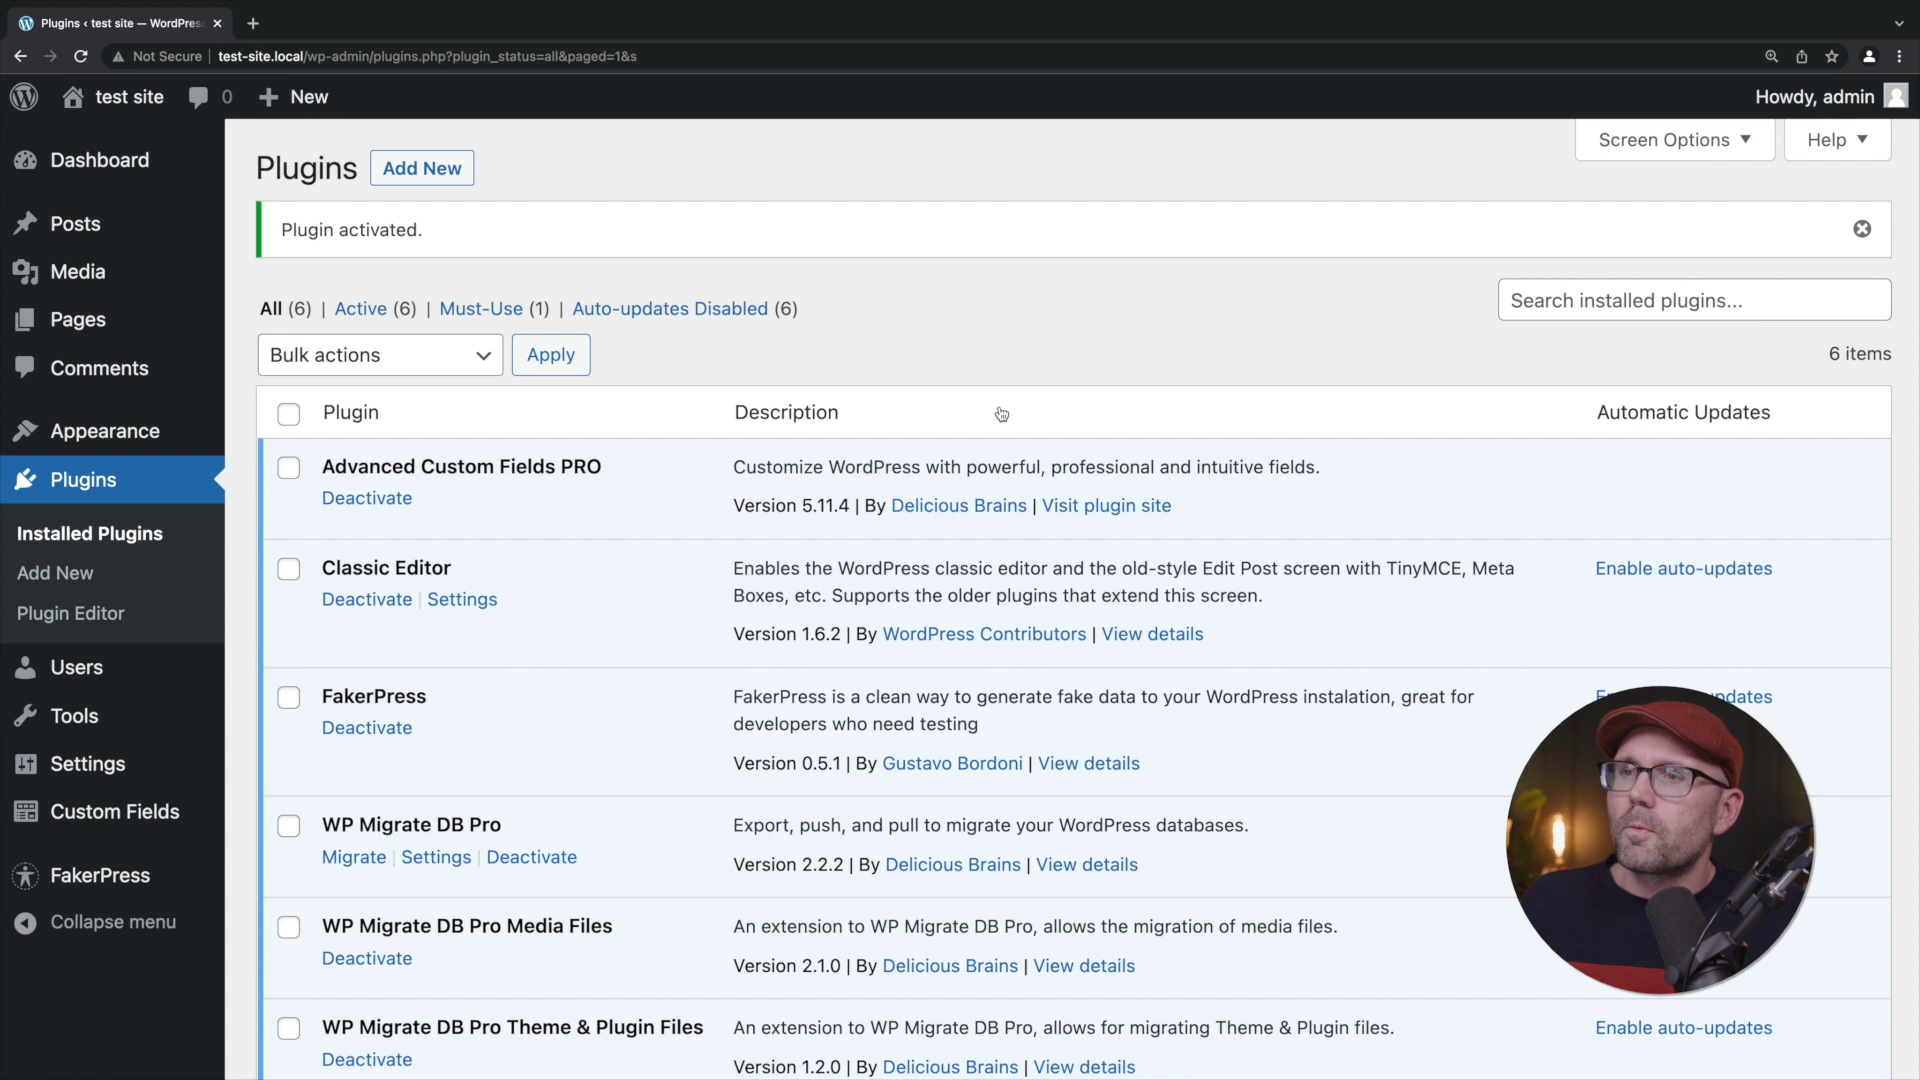 Plugins ‹ test site — WordPres
Not Secure | test-site.local/wp-admin/plugins.php?plugin_status=all&paged=1&s
test site 0 New
Howdy, admin
Dashboard
Posts
Media
Pages
Comments
Appearance
Plugins
Installed Plugins
Add New
Plugin Editor
Users
Tools
Settings
Custom Fields
FakerPress
Collapse menu
Screen Options
Help
Plugins
Add New
Plugin activated.
All (6) | Active (6) | Must-Use (1) | Auto-updates Disabled (6)
Search installed plugins...
Bulk actions
Apply
6 items
Plugin
Description
Automatic Updates
Advanced Custom Fields PRO
Deactivate
Customize WordPress with powerful, professional and intuitive fields.
Version 5.11.4 | By Delicious Brains | Visit plugin site
Classic Editor
Deactivate | Settings
Enables the WordPress classic editor and the old-style Edit Post screen with TinyMCE, Meta
Boxes, etc. Supports the older plugins that extend this screen.
Version 1.6.2 | By WordPress Contributors | View details
Enable auto-updates
FakerPress
Deactivate
FakerPress is a clean way to generate fake data to your WordPress instalation, great for
developers who need testing
Version 0.5.1 | By Gustavo Bordoni | View details
WP Migrate DB Pro
Migrate | Settings | Deactivate
Export, push, and pull to migrate your WordPress databases.
Version 2.2.2 | By Delicious Brains | View details
WP Migrate DB Pro Media Files
Deactivate
An extension to WP Migrate DB Pro, allows the migration of media files.
Version 2.1.0 | By Delicious Brains | View details
WP Migrate DB Pro Theme & Plugin Files
Deactivate
An extension to WP Migrate DB Pro, allows for migrating Theme & Plugin files.
Version 1.2.0 | By Delicious Brains | View details
Enable auto-updates